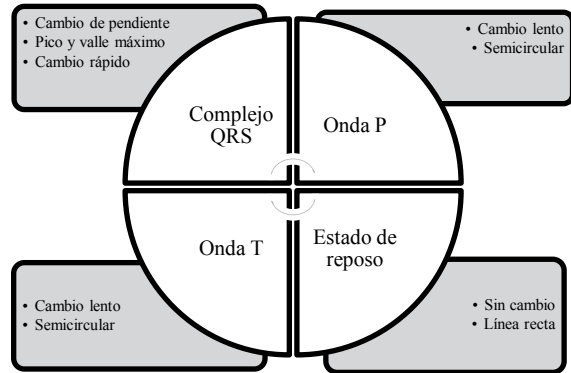 • Cambio de pendiente
• Pico y valle máximo
• Cambio rápido
• Cambio lento
• Semicircular
Complejo
QRS
Onda P
Onda T
Estado de
reposo
• Cambio lento
• Semicircular
• Sin cambio
• Línea recta